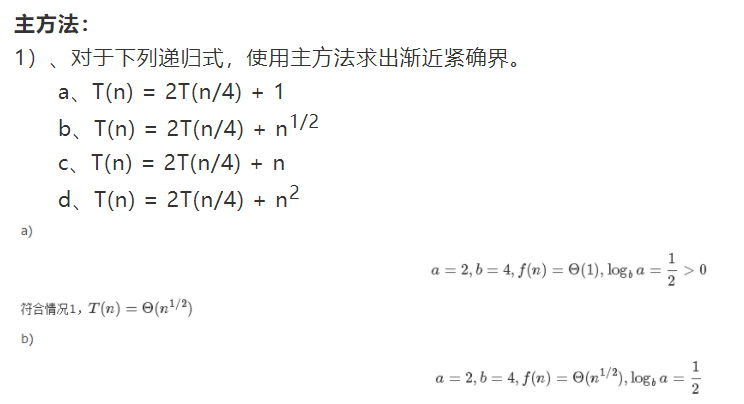 主方法：
1）、对于下列递归式，使用主方法求出渐近紧确界。
a、T(n) = 2T(n/4) + 1
b、T(n) = 2T(n/4) + n^{1/2}
c、T(n) = 2T(n/4) + n
d、T(n) = 2T(n/4) + n^2
a)
a = 2, b = 4, f(n) = Θ(1), log_b a = \frac{1}{2} > 0
符合情况1，T(n) = Θ(n^{1/2})
b)
a = 2, b = 4, f(n) = Θ(n^{1/2}), log_b a = \frac{1}{2}